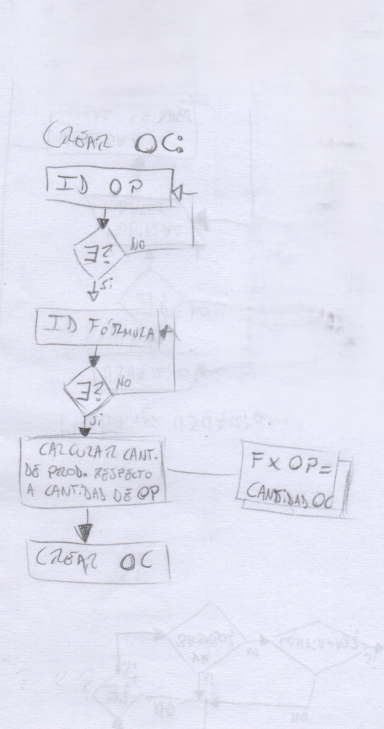 CREAR OC:
ID OP
E?
NO
Si
ID FÓRMULA
E?
NO
Si
CALCULAR CANT.
DE PROD. RESPECTO
A CANTIDAD DE OP
F X OP =
CANTIDAD OC
CREAR OC